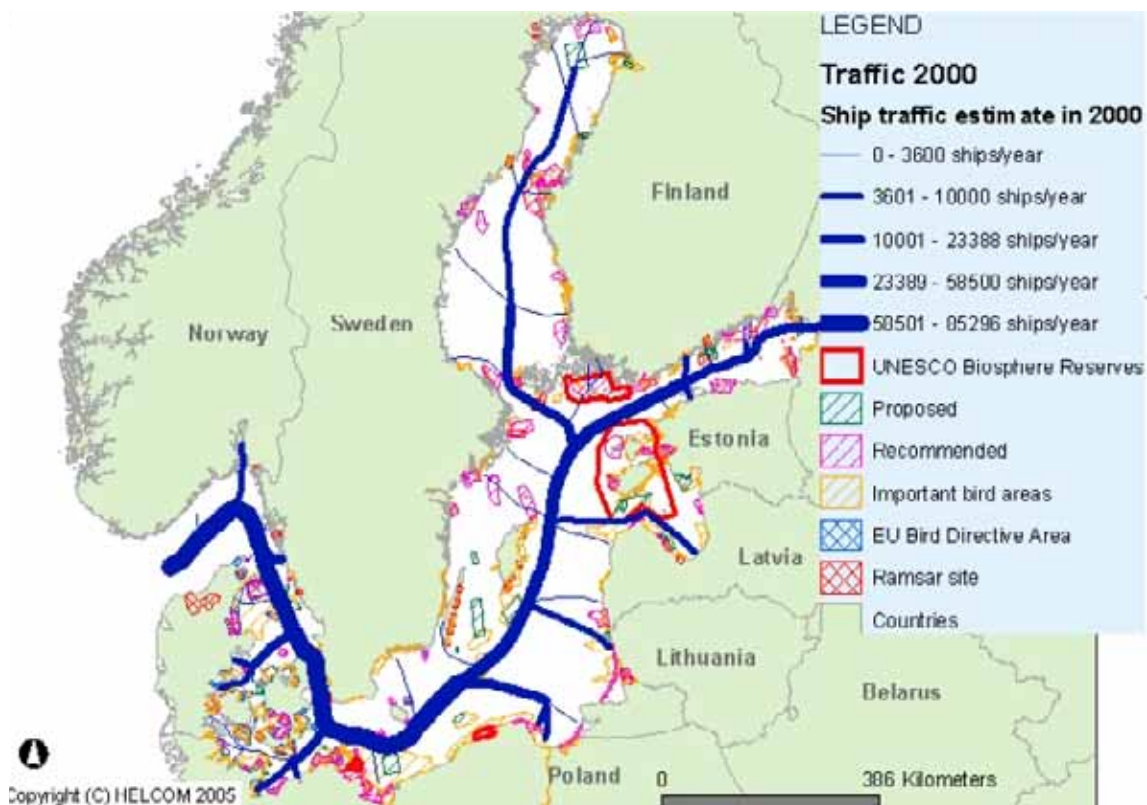 LEGEND
Traffic 2000
Ship traffic estimate in 2000
0 - 3600 ships/year
3601 - 10000 ships/year
10001 - 23388 ships/year
23389 - 58500 ships/year
58501 - 85296 ships/year
UNESCO Biosphere Reserves
Proposed
Recommended
Important bird areas
EU Bird Directive Area
Ramsar site
Countries
Finland
Norway
Sweden
Estonia
Latvia
Lithuania
Belarus
Poland
0 386 Kilometers
Copyright (C) HELCOM 2005